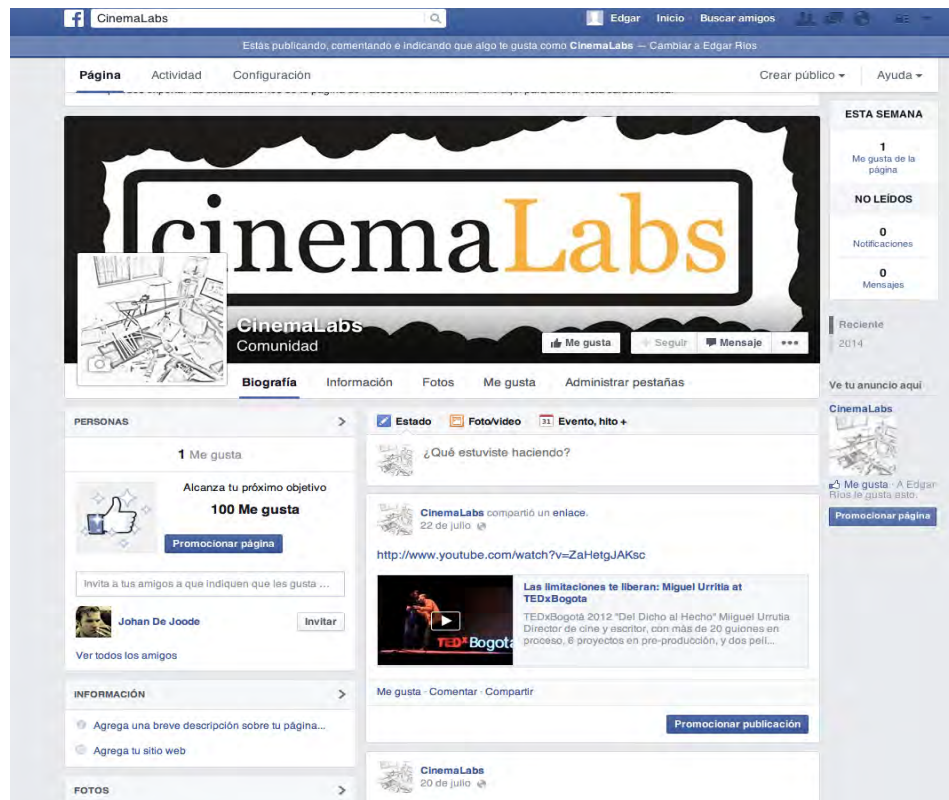 CinemaLabs
Edgar Inicio Buscar amigos
Estás publicando, comentando e indicando que algo te gusta como CinemaLabs — Cambiar a Edgar Rios
Página Actividad Configuración
Crear público Ayuda
cinemaLabs
CinemaLabs
Comunidad
Me gusta Seguir Mensaje •••
Biografía Información Fotos Me gusta Administrar pestañas
ESTA SEMANA
1
Me gusta de la
página
NO LEÍDOS
0
Notificaciones
0
Mensajes
Reciente
2014
Ve tu anuncio aquí
CinemaLabs
Me gusta · A Edgar
Rios le gusta esto.
Promocionar página
PERSONAS
1 Me gusta
Alcanza tu próximo objetivo
100 Me gusta
Promocionar página
Invita a tus amigos a que indiquen que les gusta ...
Johan De Joode Invitar
Ver todos los amigos
INFORMACIÓN
Agrega una breve descripción sobre tu página...
Agrega tu sitio web
FOTOS
Estado Foto/video 31 Evento, hito +
¿Qué estuviste haciendo?
CinemaLabs compartió un enlace.
22 de julio
http://www.youtube.com/watch?v=ZaHetgJAKsc
TEDx Bogotá
Las limitaciones te liberan: Miguel Urritia at
TEDxBogota
TEDxBogotá 2012 "Del Dicho al Hecho" Miiguel Urrutia
Director de cine y escritor, con más de 20 guiones en
proceso, 6 proyectos en pre-producción, y dos pelí...
Me gusta · Comentar · Compartir
Promocionar publicación
CinemaLabs
20 de julio